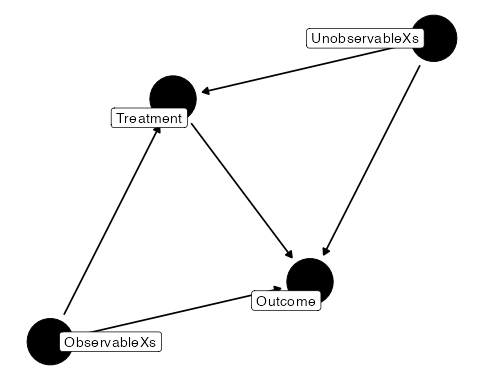 UnobservableXs
Treatment
Outcome
ObservableXs